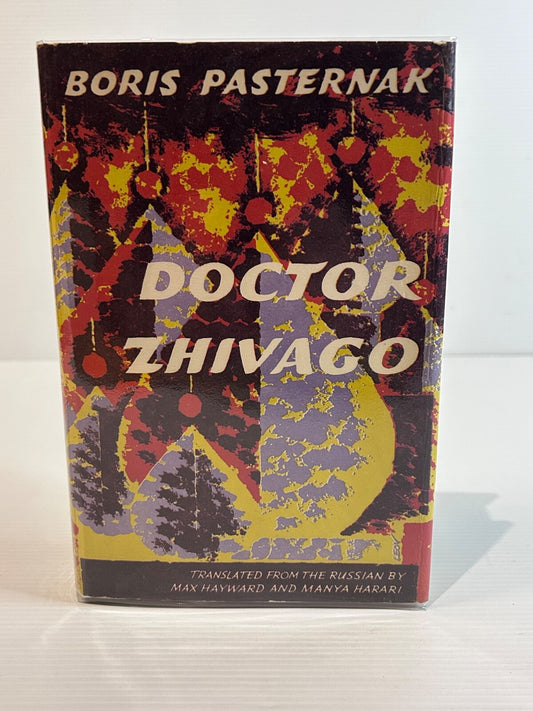 BORIS PASTERNAK
DOCTOR
ZHIVAGO
TRANSLATED FROM THE RUSSIAN BY
MAX HAYWARD AND MANYA HARARI